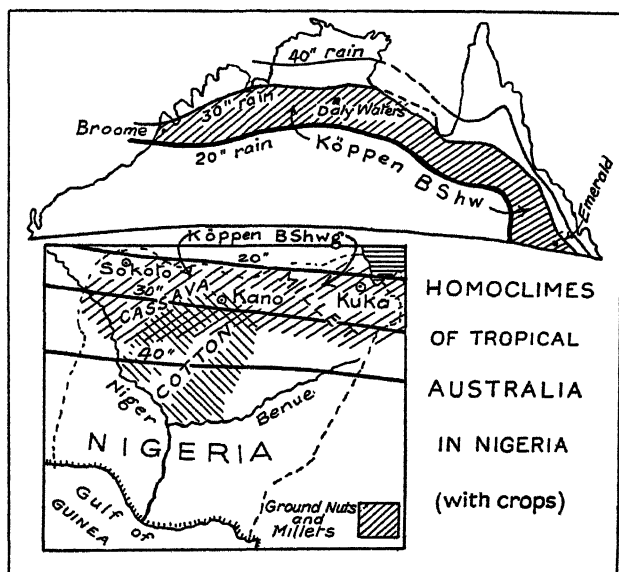 40" rain
30" rain
Daly Waters
Broome
20" rain
Köppen
BShw
Emerald
Köppen BShwg
20"
Sokoto
30"
CASSAVA
Kano
Kuka
COTTON
40"
Niger
Benue
NIGERIA
Gulf of
GUINEA
Ground Nuts
and
Millets
HOMOCLIMES
OF TROPICAL
AUSTRALIA
IN NIGERIA
(with crops)